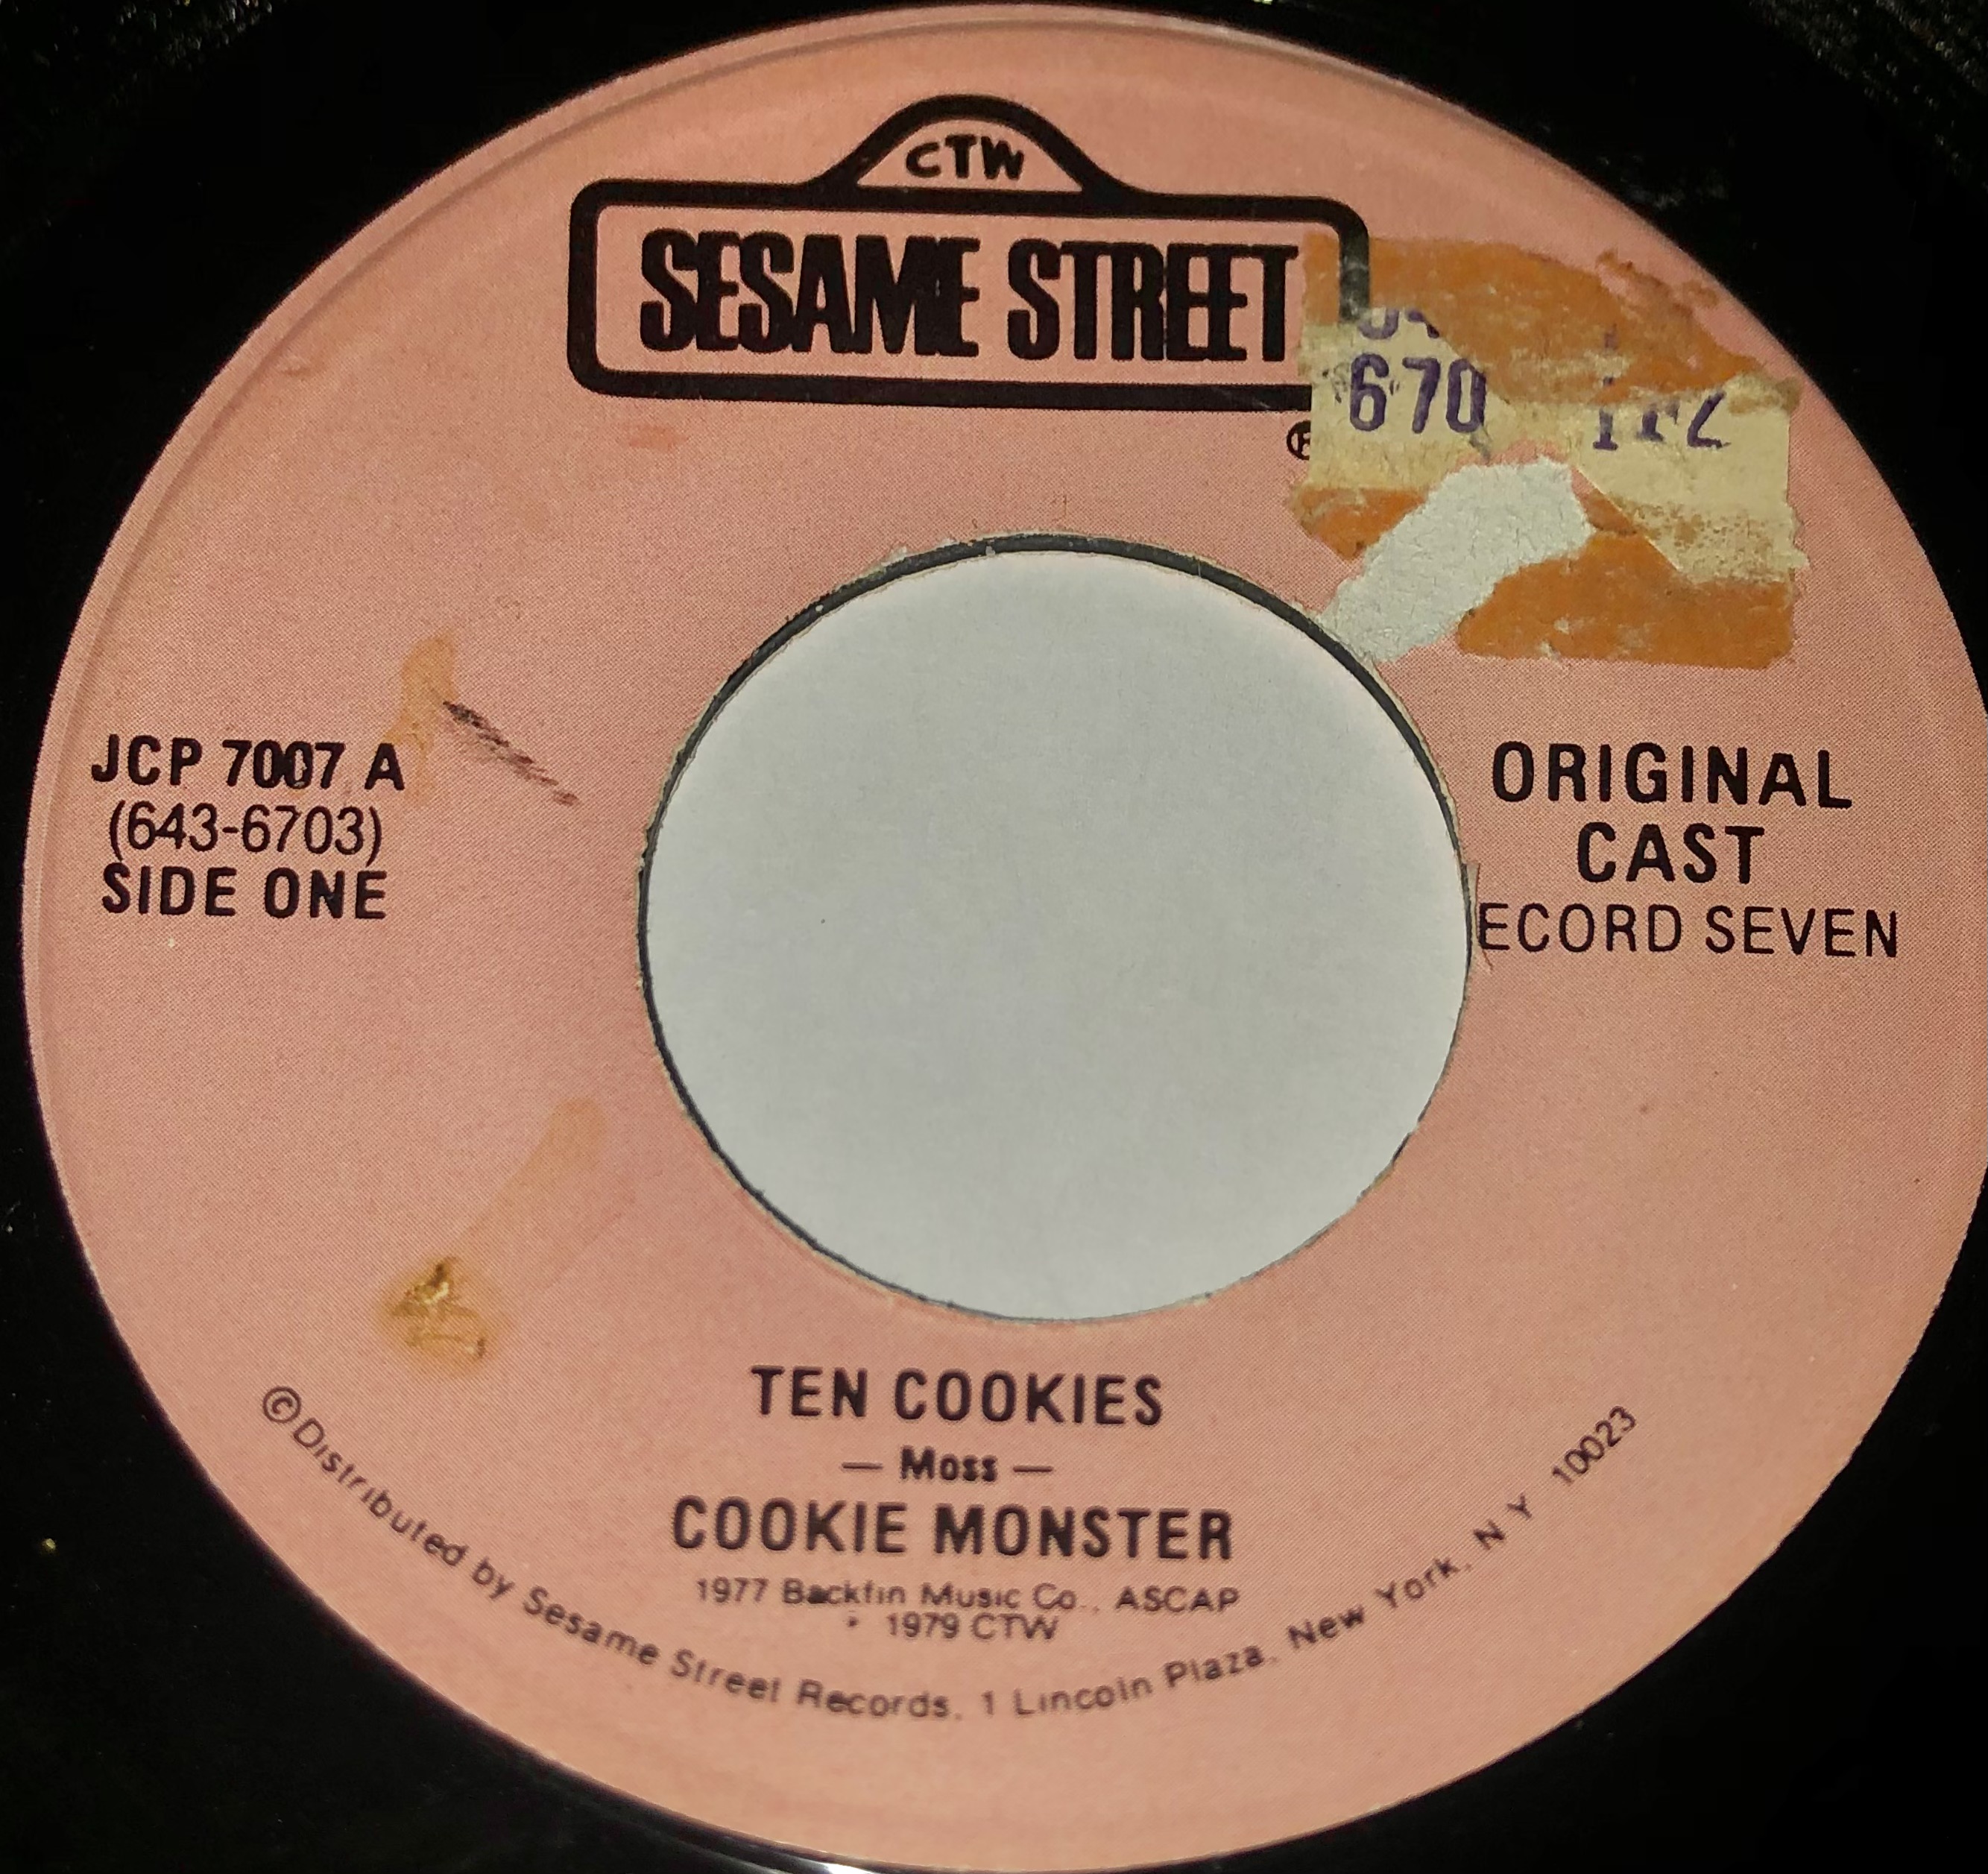 CTW
SESAME STREET
670
JCP 7007 A
(643-6703)
SIDE ONE
ORIGINAL
CAST
ECORD SEVEN
TEN COOKIES
— Moss —
COOKIE MONSTER
1977 Backfin Music Co., ASCAP
1979 CTW
©Distributed by Sesame Street Records, 1 Lincoln Plaza, New York, N Y 10023